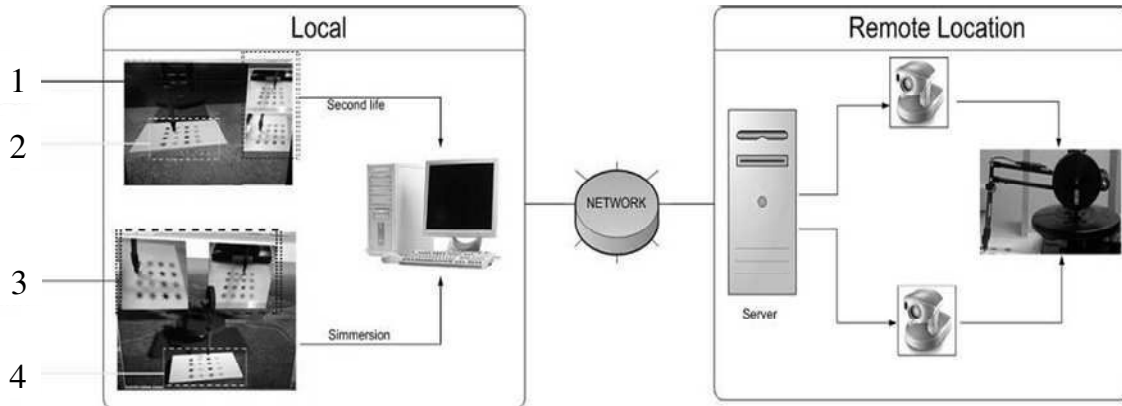 Local
Remote Location
1
Second life
2
NETWORK
3
Server
Simmersion
4